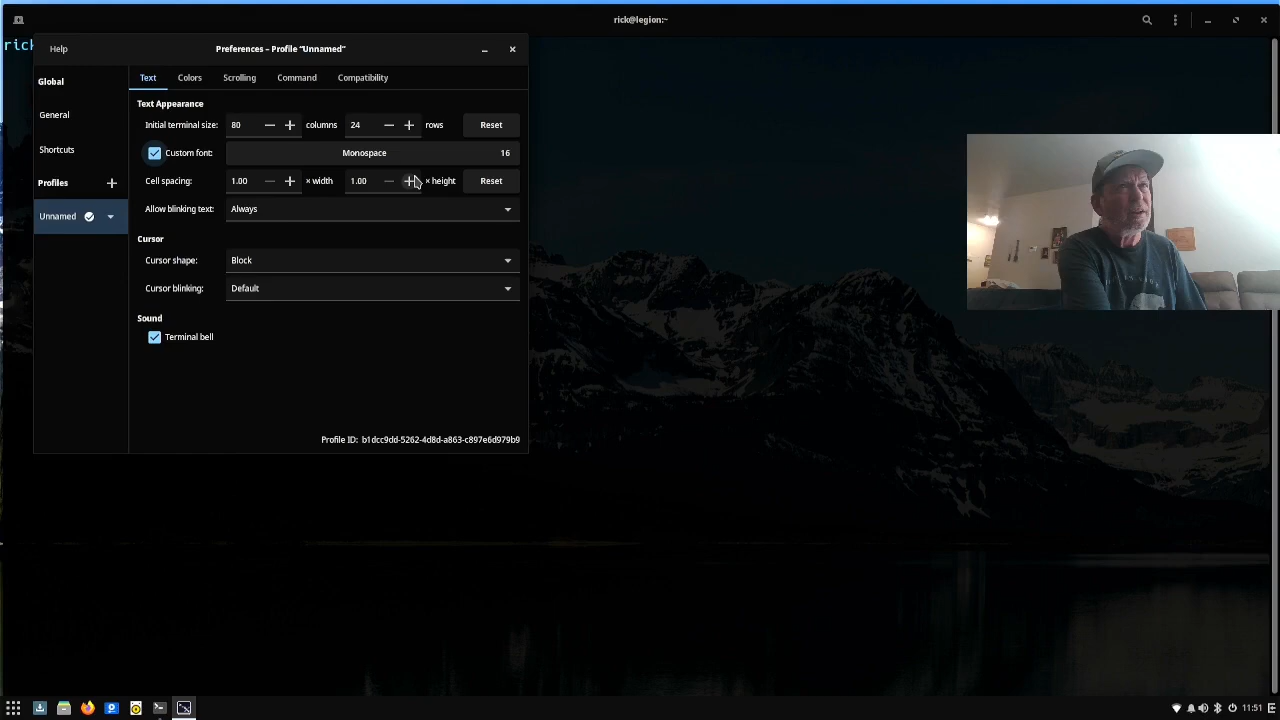 rick@legion:~
rick
Help
Preferences – Profile “Unnamed”
Global
General
Shortcuts
Profiles
Unnamed
Text Colors Scrolling Command Compatibility
Text Appearance
Initial terminal size: 80 columns 24 rows Reset
Custom font: Monospace 16
Cell spacing: 1.00 × width 1.00 × height Reset
Allow blinking text: Always
Cursor
Cursor shape: Block
Cursor blinking: Default
Sound
Terminal bell
Profile ID: b1dcc9dd-5262-4d8d-a863-c897e6d979b9
11:51